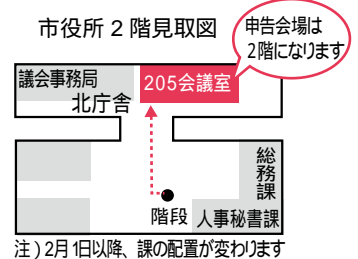 市役所２階見取図
申告会場は
2階になります
議会事務局
205会議室
北庁舎
総務課
階段
人事秘書課
注）2月1日以降、課の配置が変わります